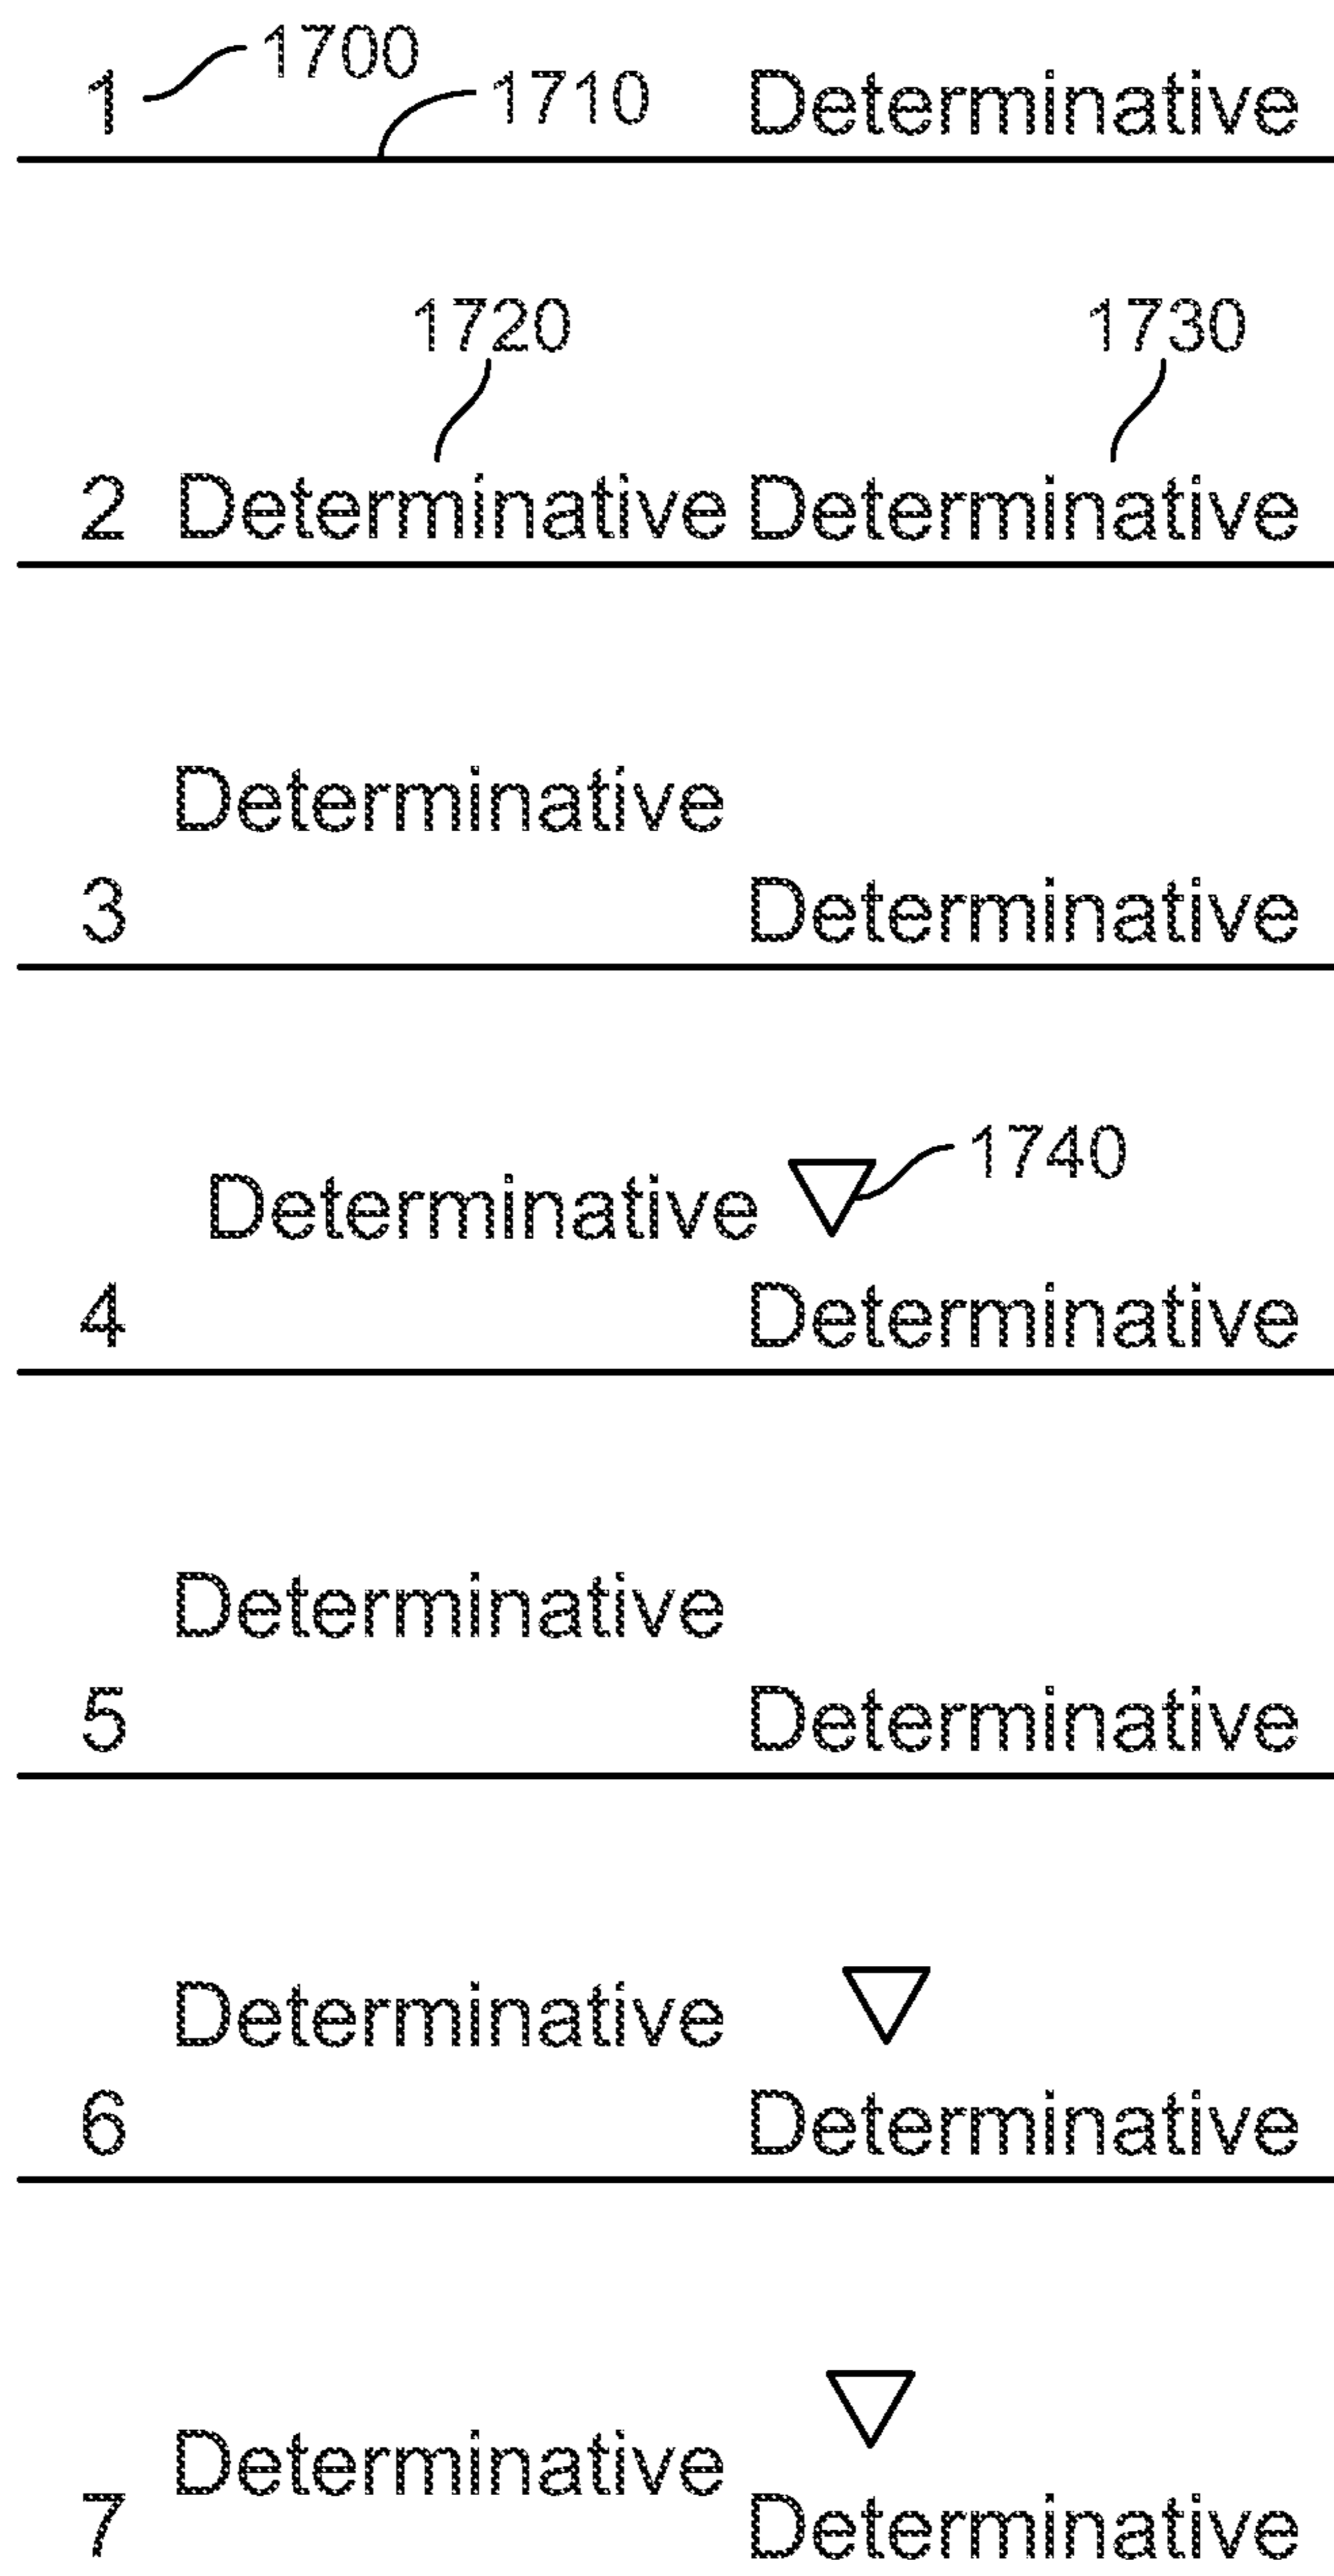 1700
1 1710 Determinative
1720 1730
2 Determinative Determinative
Determinative
3 Determinative
1740
Determinative
4 Determinative
Determinative
5 Determinative
Determinative
6 Determinative
Determinative
7 Determinative